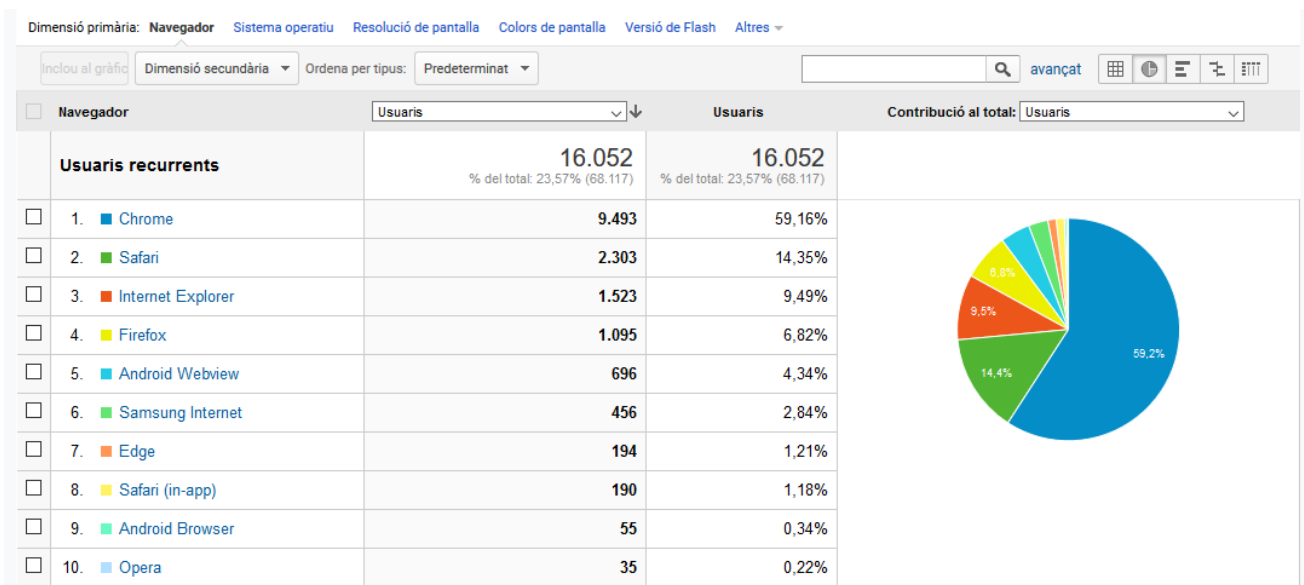 Dimensió primària: Navegador Sistema operatiu Resolució de pantalla Colors de pantalla Versió de Flash Altres
Inclou al gràfic Dimensió secundària Ordena per tipus: Predeterminat avançat
Navegador Usuaris Usuaris Contribució al total: Usuaris
Usuaris recurrents 16.052 16.052
% del total: 23,57% (68.117) % del total: 23,57% (68.117)
1. Chrome 9.493 59,16%
2. Safari 2.303 14,35%
3. Internet Explorer 1.523 9,49%
4. Firefox 1.095 6,82%
5. Android Webview 696 4,34%
6. Samsung Internet 456 2,84%
7. Edge 194 1,21%
8. Safari (in-app) 190 1,18%
9. Android Browser 55 0,34%
10. Opera 35 0,22%
6,8%
9,5%
59,2%
14,4%